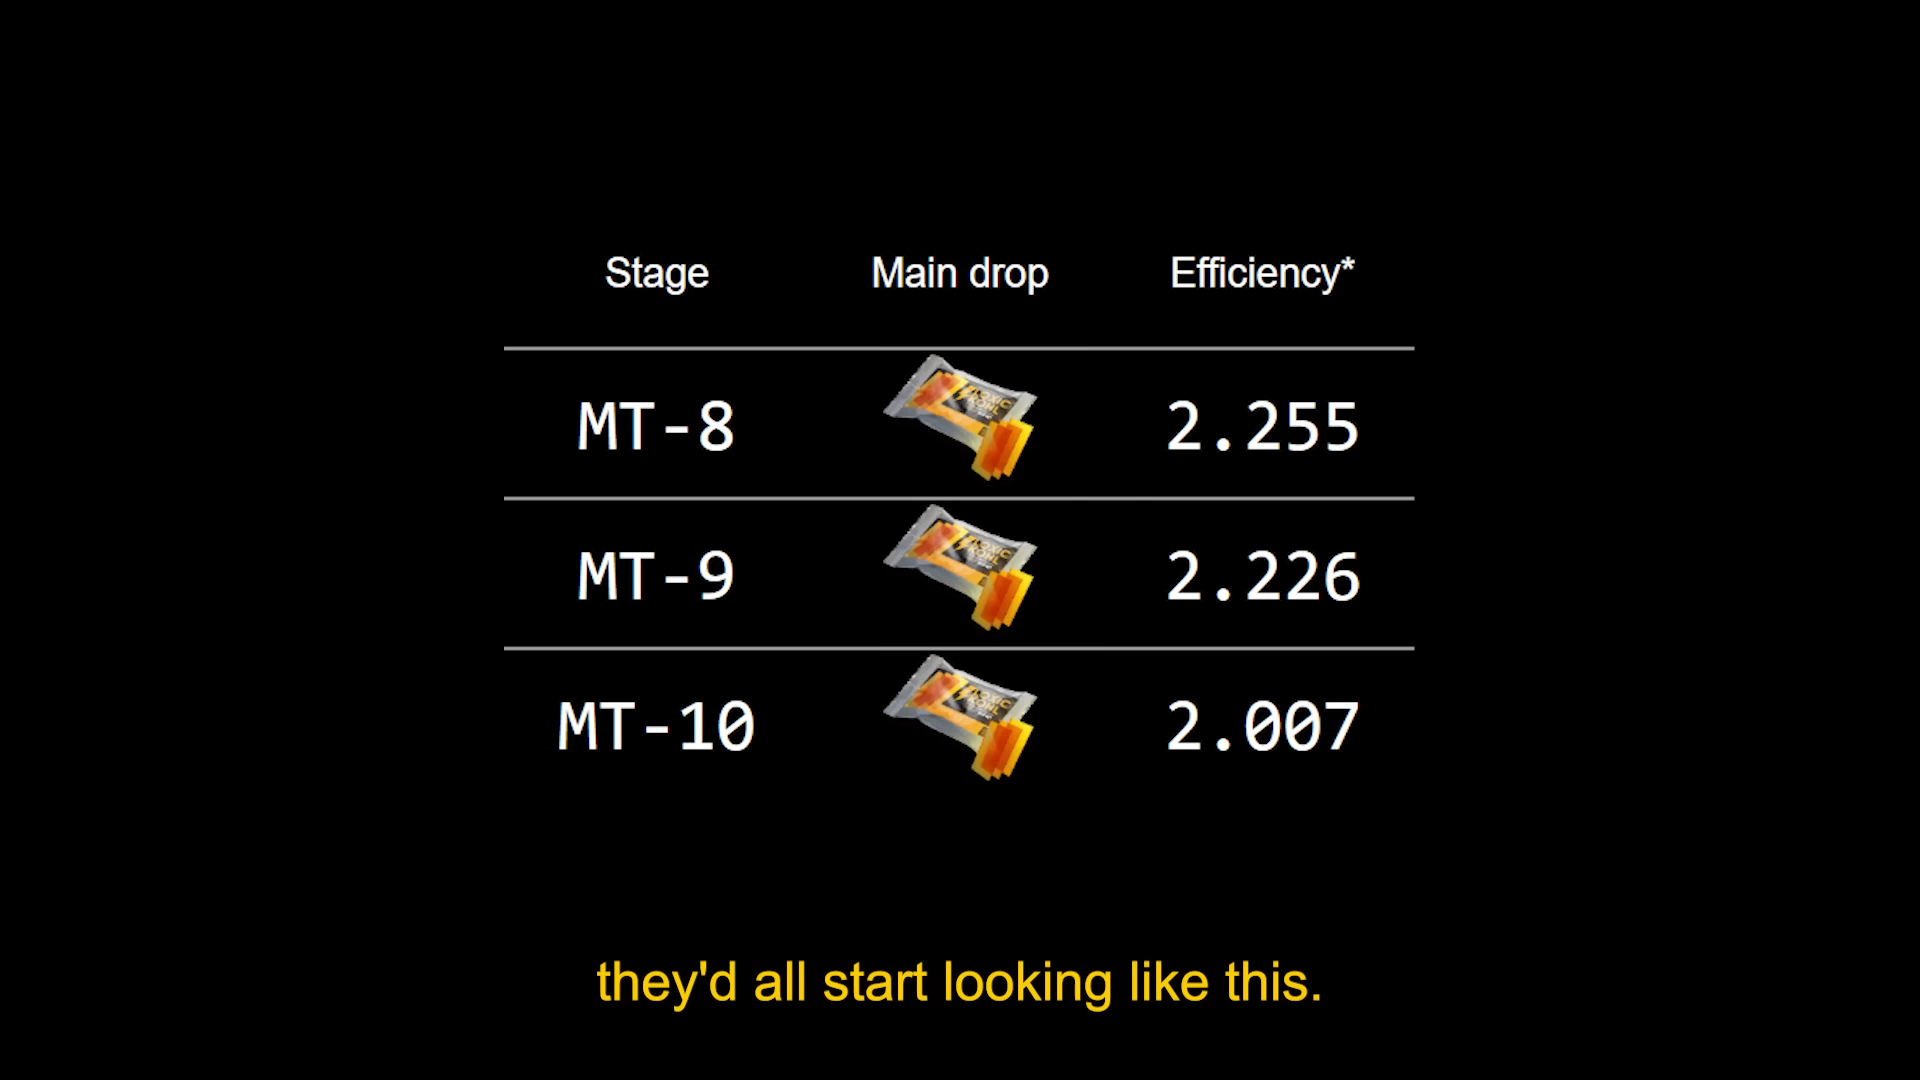 Stage Main drop Efficiency*
MT-8 2.255
MT-9 2.226
MT-10 2.007
they'd all start looking like this.